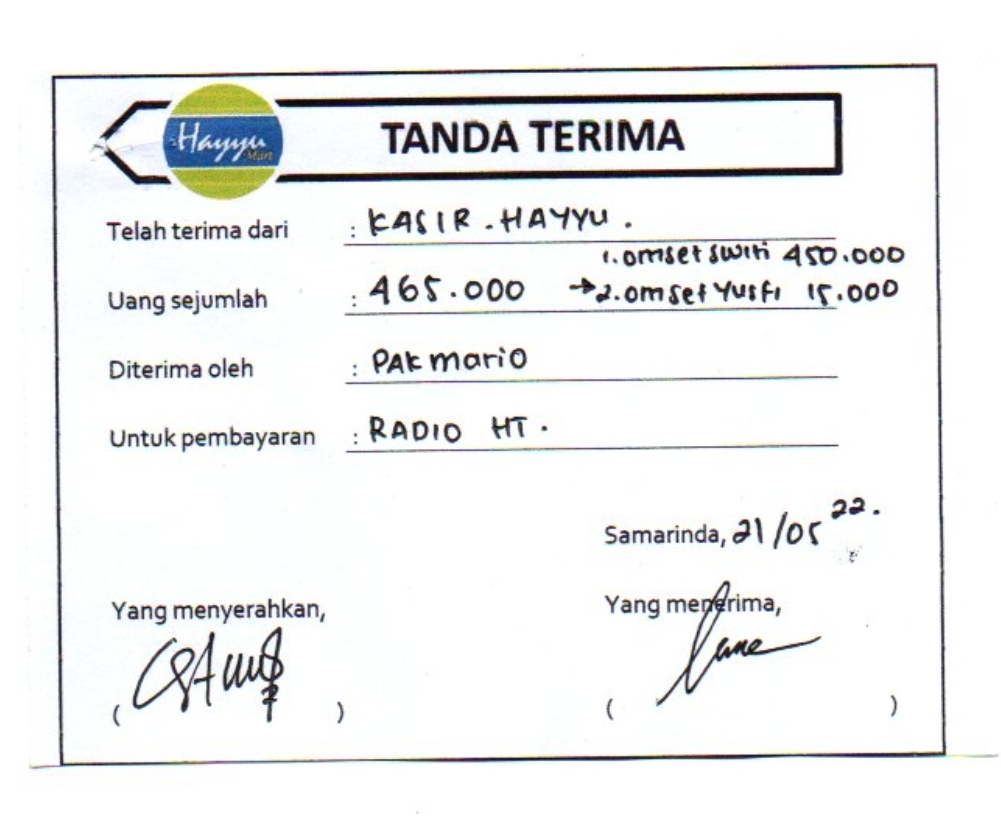 Hayyu
Mart
TANDA TERIMA
Telah terima dari : KASIR . HAYYU .
1. omset switi 450.000
Uang sejumlah : 465.000 → 2. omset Yusfi 15.000
Diterima oleh : PAK mariO
Untuk pembayaran : RADIO HT .
Samarinda, 21/05 22.
Yang menyerahkan, Yang menerima,
( ) ( )